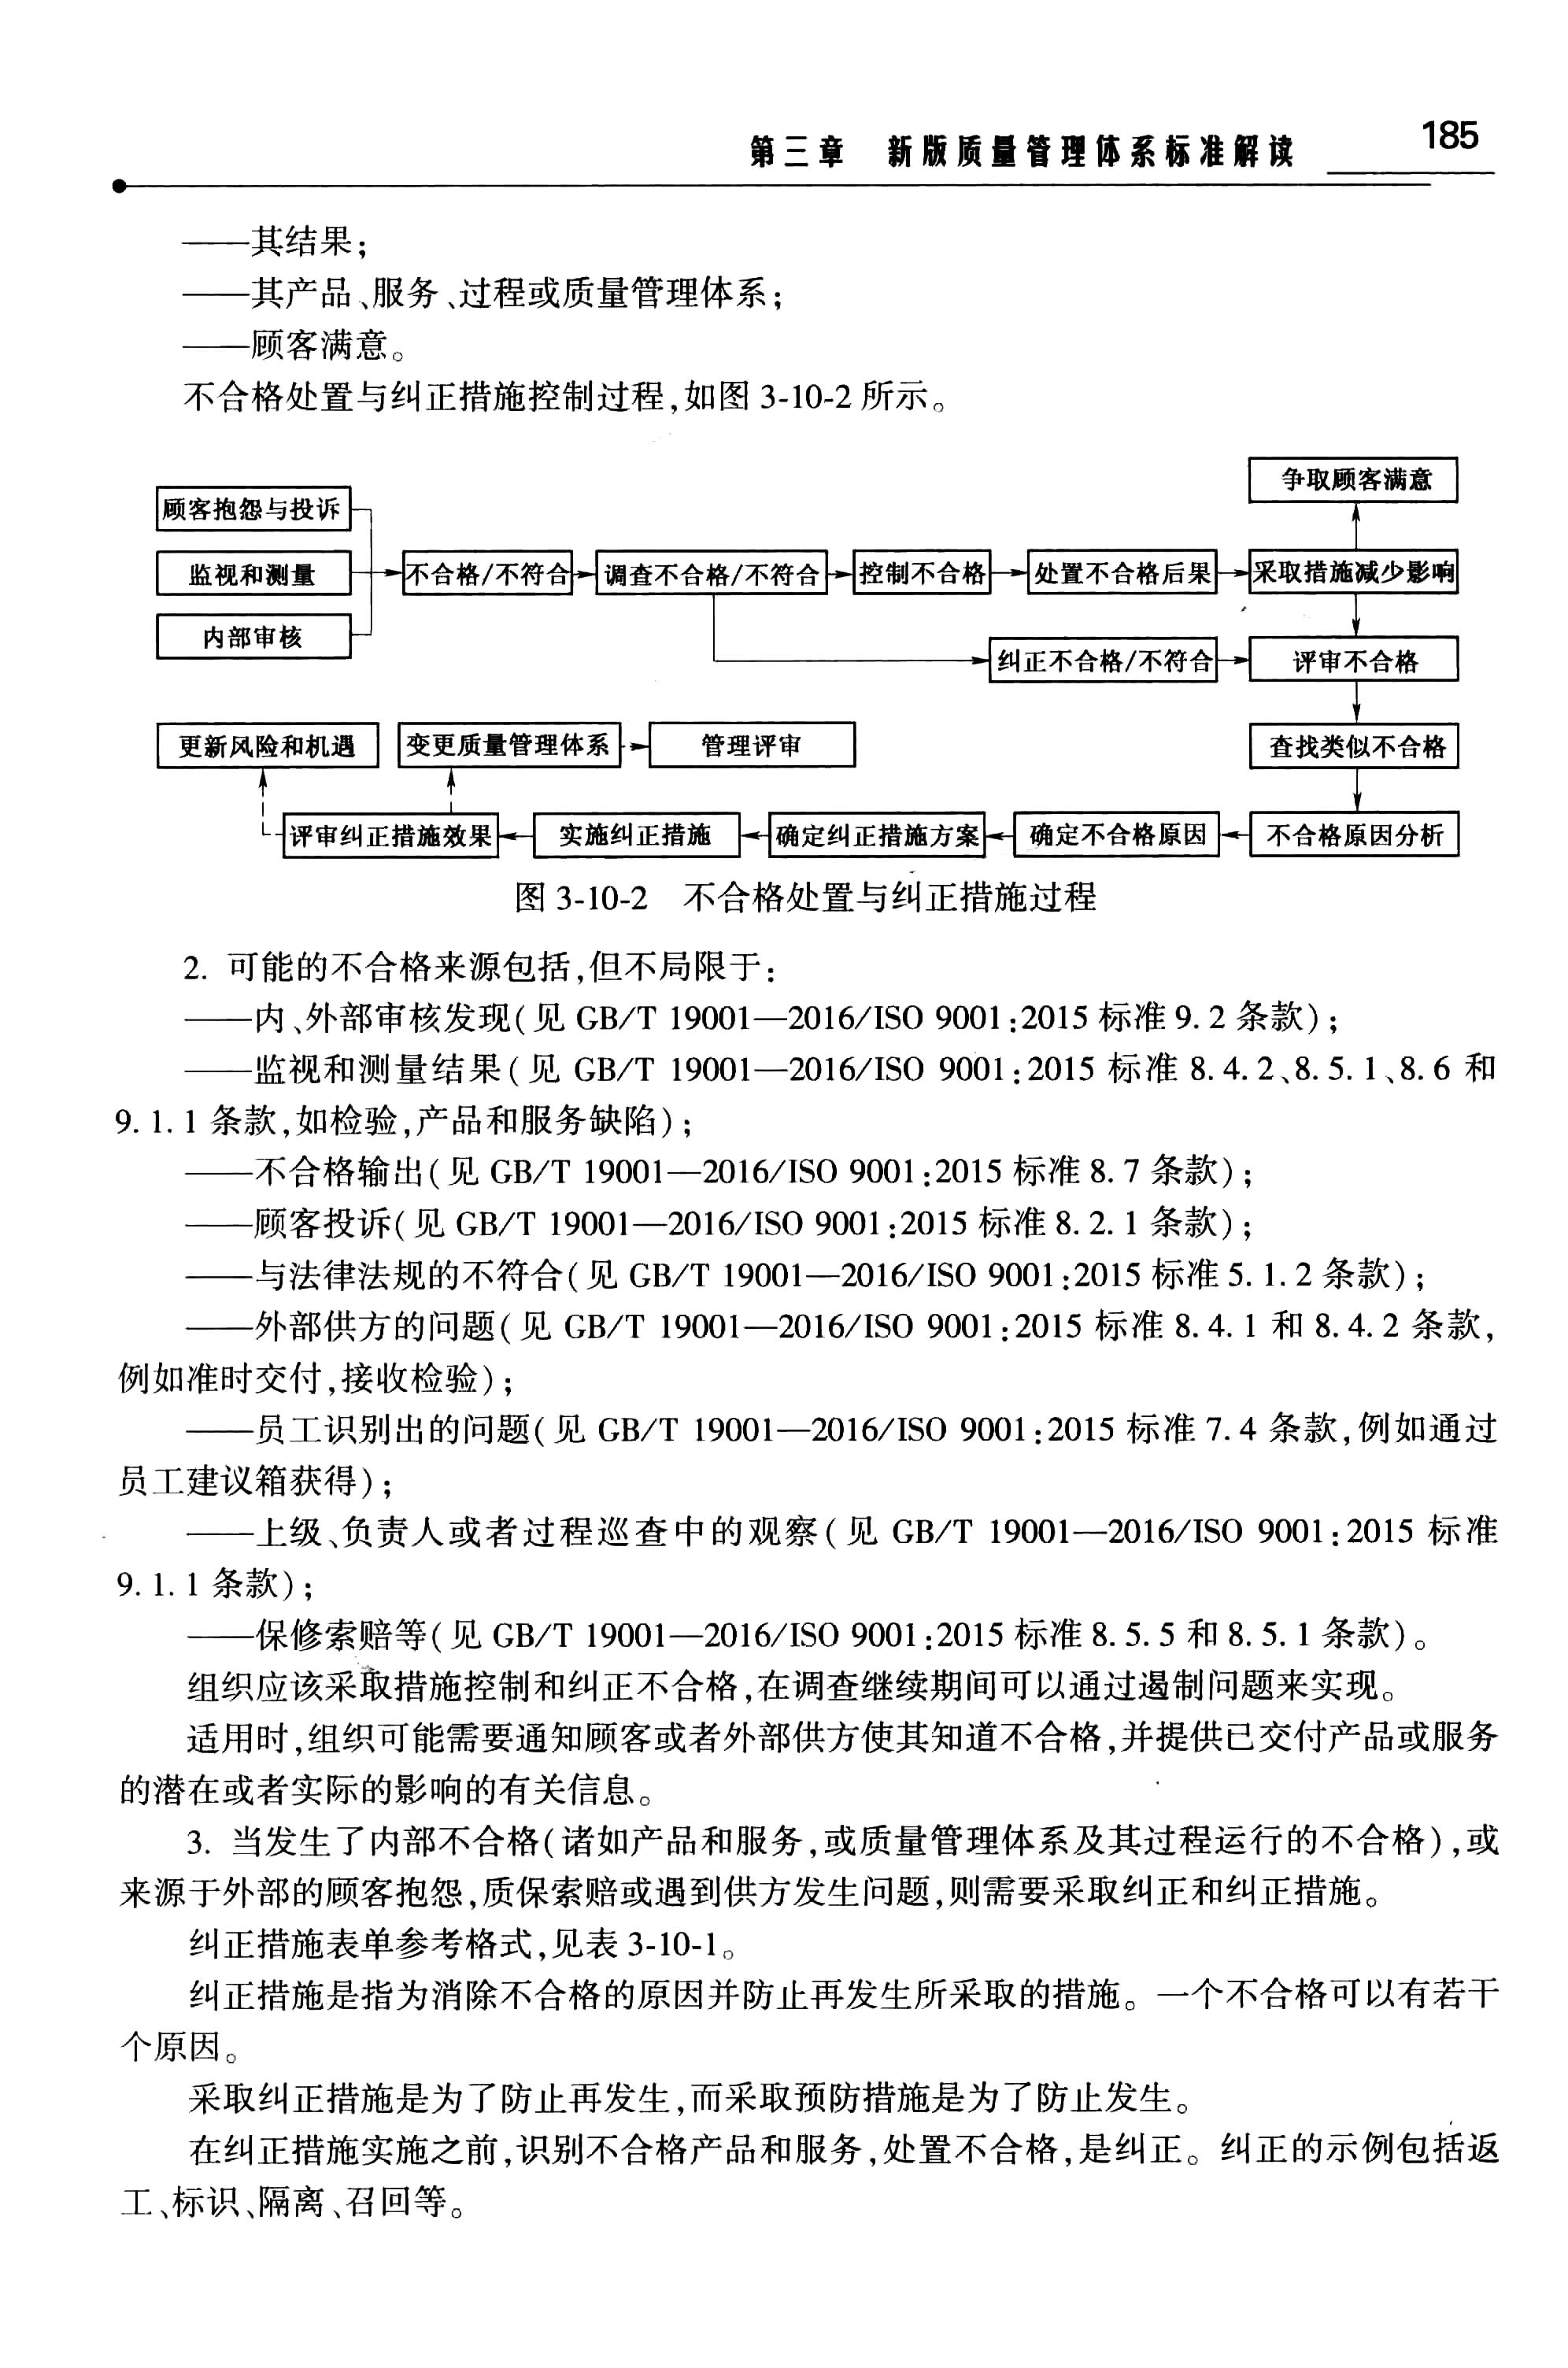 第三章 新版质量管理体系标准解读 185
——其结果;
——其产品、服务、过程或质量管理体系;
——顾客满意。
不合格处置与纠正措施控制过程,如图 3-10-2 所示。
争取顾客满意
顾客抱怨与投诉
监视和测量
不合格/不符合
调查不合格/不符合
控制不合格
处置不合格后果
采取措施减少影响
内部审核
纠正不合格/不符合
评审不合格
更新风险和机遇
变更质量管理体系
管理评审
查找类似不合格
评审纠正措施效果
实施纠正措施
确定纠正措施方案
确定不合格原因
不合格原因分析
图 3-10-2 不合格处置与纠正措施过程
2. 可能的不合格来源包括,但不局限于:
——内、外部审核发现(见 GB/T 19001—2016/ISO 9001:2015 标准 9. 2 条款);
——监视和测量结果(见 GB/T 19001—2016/ISO 9001:2015 标准 8. 4. 2、8. 5. 1、8. 6 和
9. 1. 1 条款,如检验,产品和服务缺陷);
——不合格输出(见 GB/T 19001—2016/ISO 9001:2015 标准 8. 7 条款);
——顾客投诉(见 GB/T 19001—2016/ISO 9001:2015 标准 8. 2. 1 条款);
——与法律法规的不符合(见 GB/T 19001—2016/ISO 9001:2015 标准 5. 1. 2 条款);
——外部供方的问题(见 GB/T 19001—2016/ISO 9001:2015 标准 8. 4. 1 和 8. 4. 2 条款,
例如准时交付,接收检验);
——员工识别出的问题(见 GB/T 19001—2016/ISO 9001:2015 标准 7. 4 条款,例如通过
员工建议箱获得);
——上级、负责人或者过程巡查中的观察(见 GB/T 19001—2016/ISO 9001:2015 标准
9. 1. 1 条款);
——保修索赔等(见 GB/T 19001—2016/ISO 9001:2015 标准 8. 5. 5 和 8. 5. 1 条款)。
组织应该采取措施控制和纠正不合格,在调查继续期间可以通过遏制问题来实现。
适用时,组织可能需要通知顾客或者外部供方使其知道不合格,并提供已交付产品或服务
的潜在或者实际的影响的有关信息。
3. 当发生了内部不合格(诸如产品和服务,或质量管理体系及其过程运行的不合格),或
来源于外部的顾客抱怨,质保索赔或遇到供方发生问题,则需要采取纠正和纠正措施。
纠正措施表单参考格式,见表 3-10-1。
纠正措施是指为消除不合格的原因并防止再发生所采取的措施。一个不合格可以有若干
个原因。
采取纠正措施是为了防止再发生,而采取预防措施是为了防止发生。
在纠正措施实施之前,识别不合格产品和服务,处置不合格,是纠正。纠正的示例包括返
工、标识、隔离、召回等。